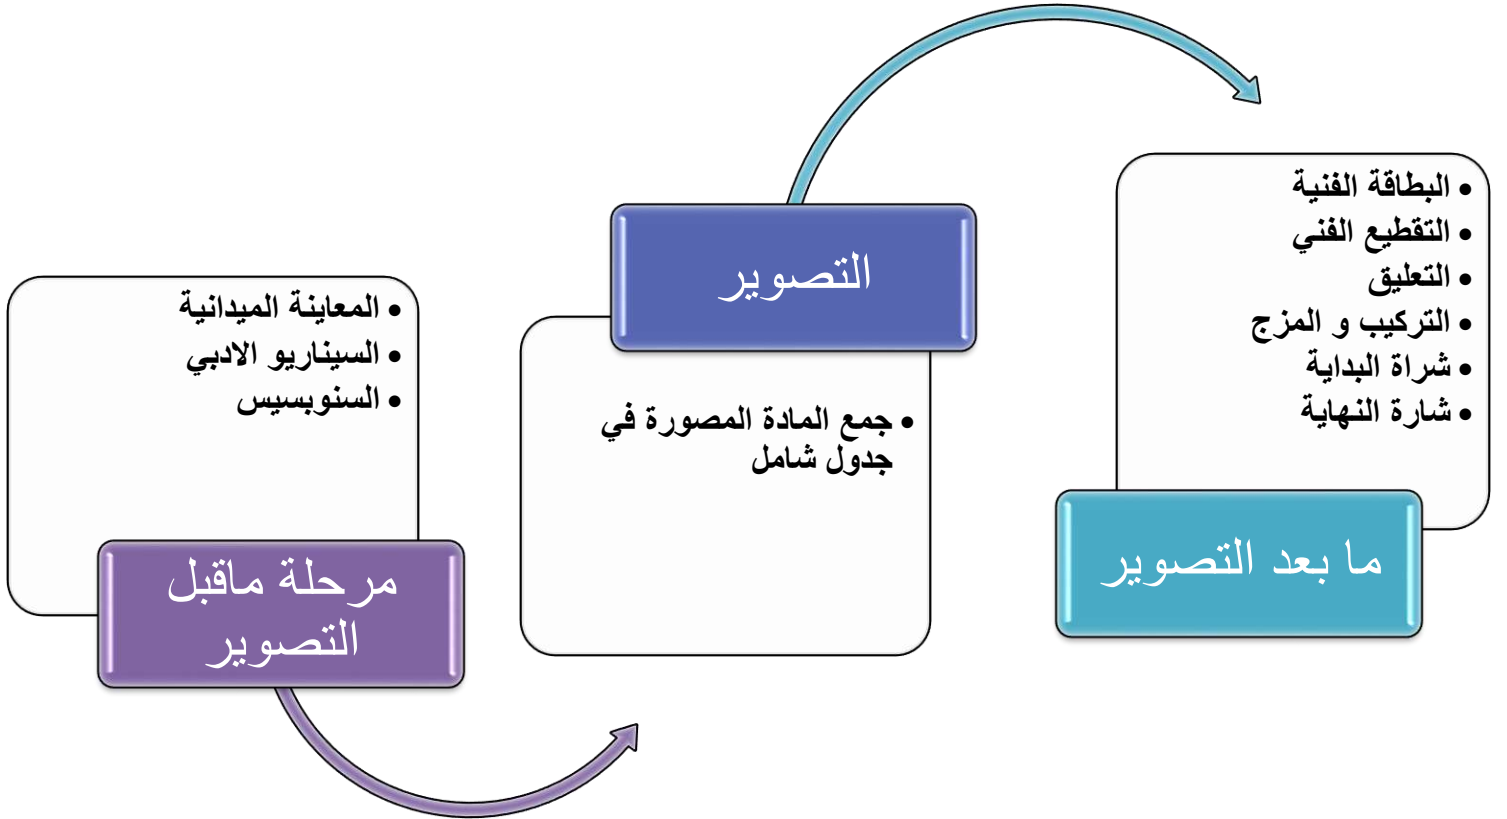 المعاينة الميدانية
السيناريو الادبي
السنوبسيس
مرحلة ماقبل
التصوير
التصوير
جمع المادة المصورة في
جدول شامل
البطاقة الفنية
التقطيع الفني
التعليق
التركيب و المزج
شراة البداية
شارة النهاية
ما بعد التصوير